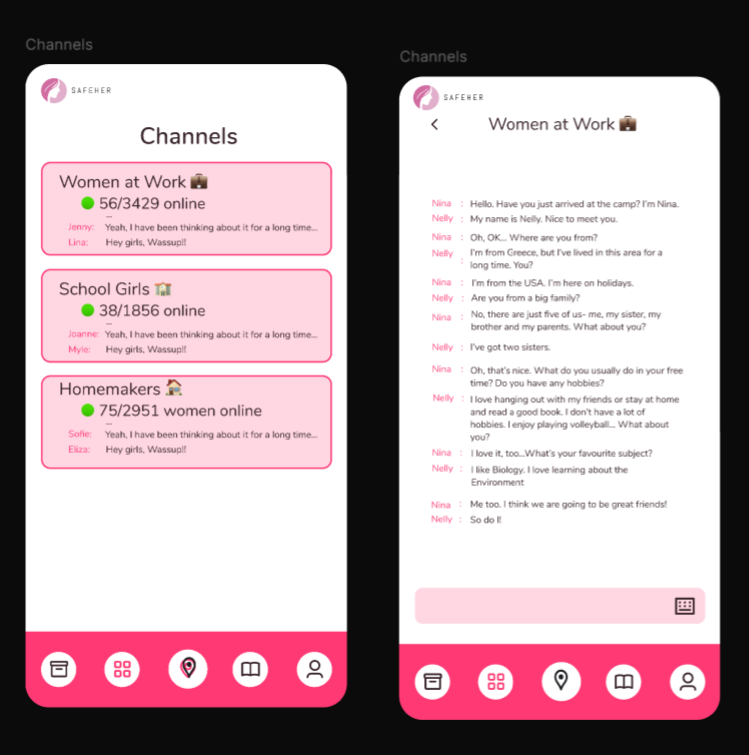 Channels
SAFEHER
Channels
Women at Work 💼
56/3429 online
...
Jenny: Yeah, I have been thinking about it for a long time...
Lina: Hey girls, Wassup!!
School Girls 🏫
38/1856 online
...
Joanne: Yeah, I have been thinking about it for a long time...
Myle: Hey girls, Wassup!!
Homemakers 🏠
75/2951 women online
...
Sofie: Yeah, I have been thinking about it for a long time...
Eliza: Hey girls, Wassup!!
Channels
SAFEHER
Women at Work 💼
Nina : Hello. Have you just arrived at the camp? I'm Nina.
Nelly : My name is Nelly. Nice to meet you.
Nina : Oh, OK... Where are you from?
Nelly : I'm from Greece, but I've lived in this area for a
long time. You?
Nina : I'm from the USA. I'm here on holidays.
Nelly : Are you from a big family?
Nina : No, there are just five of us- me, my sister, my
brother and my parents. What about you?
Nelly : I've got two sisters.
Nina : Oh, that's nice. What do you usually do in your free
time? Do you have any hobbies?
Nelly : I love hanging out with my friends or stay at home
and read a good book. I don't have a lot of
hobbies. I enjoy playing volleyball... What about
you?
Nina : I love it, too...What's your favourite subject?
Nelly : I like Biology. I love learning about the
Environment
Nina : Me too. I think we are going to be great friends!
Nelly : So do I!